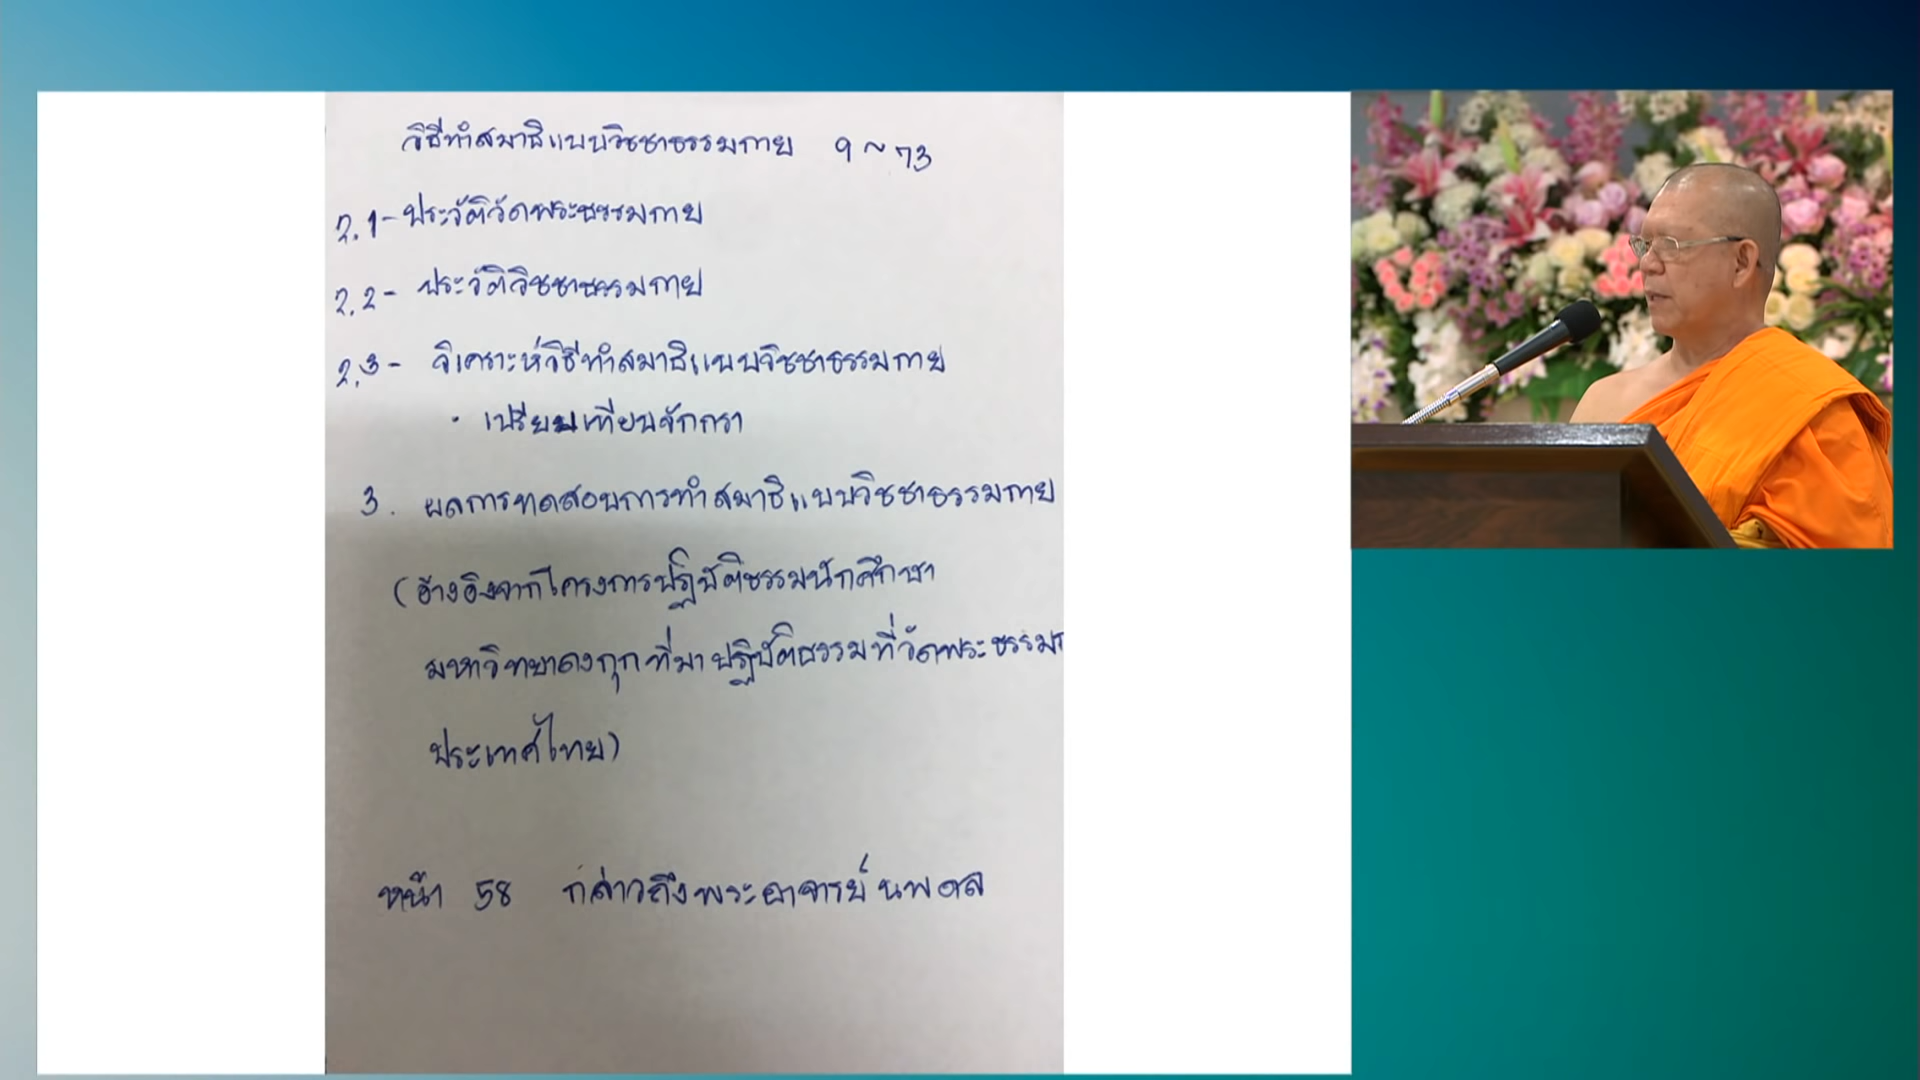 วิธีทำสมาธิแบบวิชชาธรรมกาย 9~73
2.1- ประวัติวัดพระธรรมกาย
2.2- ประวัติวิชชาธรรมกาย
2.3- วิเคราะห์วิธีทำสมาธิแบบวิชชาธรรมกาย
· เปรียบเทียบจักกรา
3. ผลการทดสอบการทำสมาธิแบบวิชชาธรรมกาย
(อ้างอิงจากโครงการปฏิบัติธรรมนักศึกษา
มหาวิทยาดงกุกที่มาปฏิบัติธรรมที่วัดพระธรรมก
ประเทศไทย)
หน้า 58 กล่าวถึงพระอาจารย์นพดล